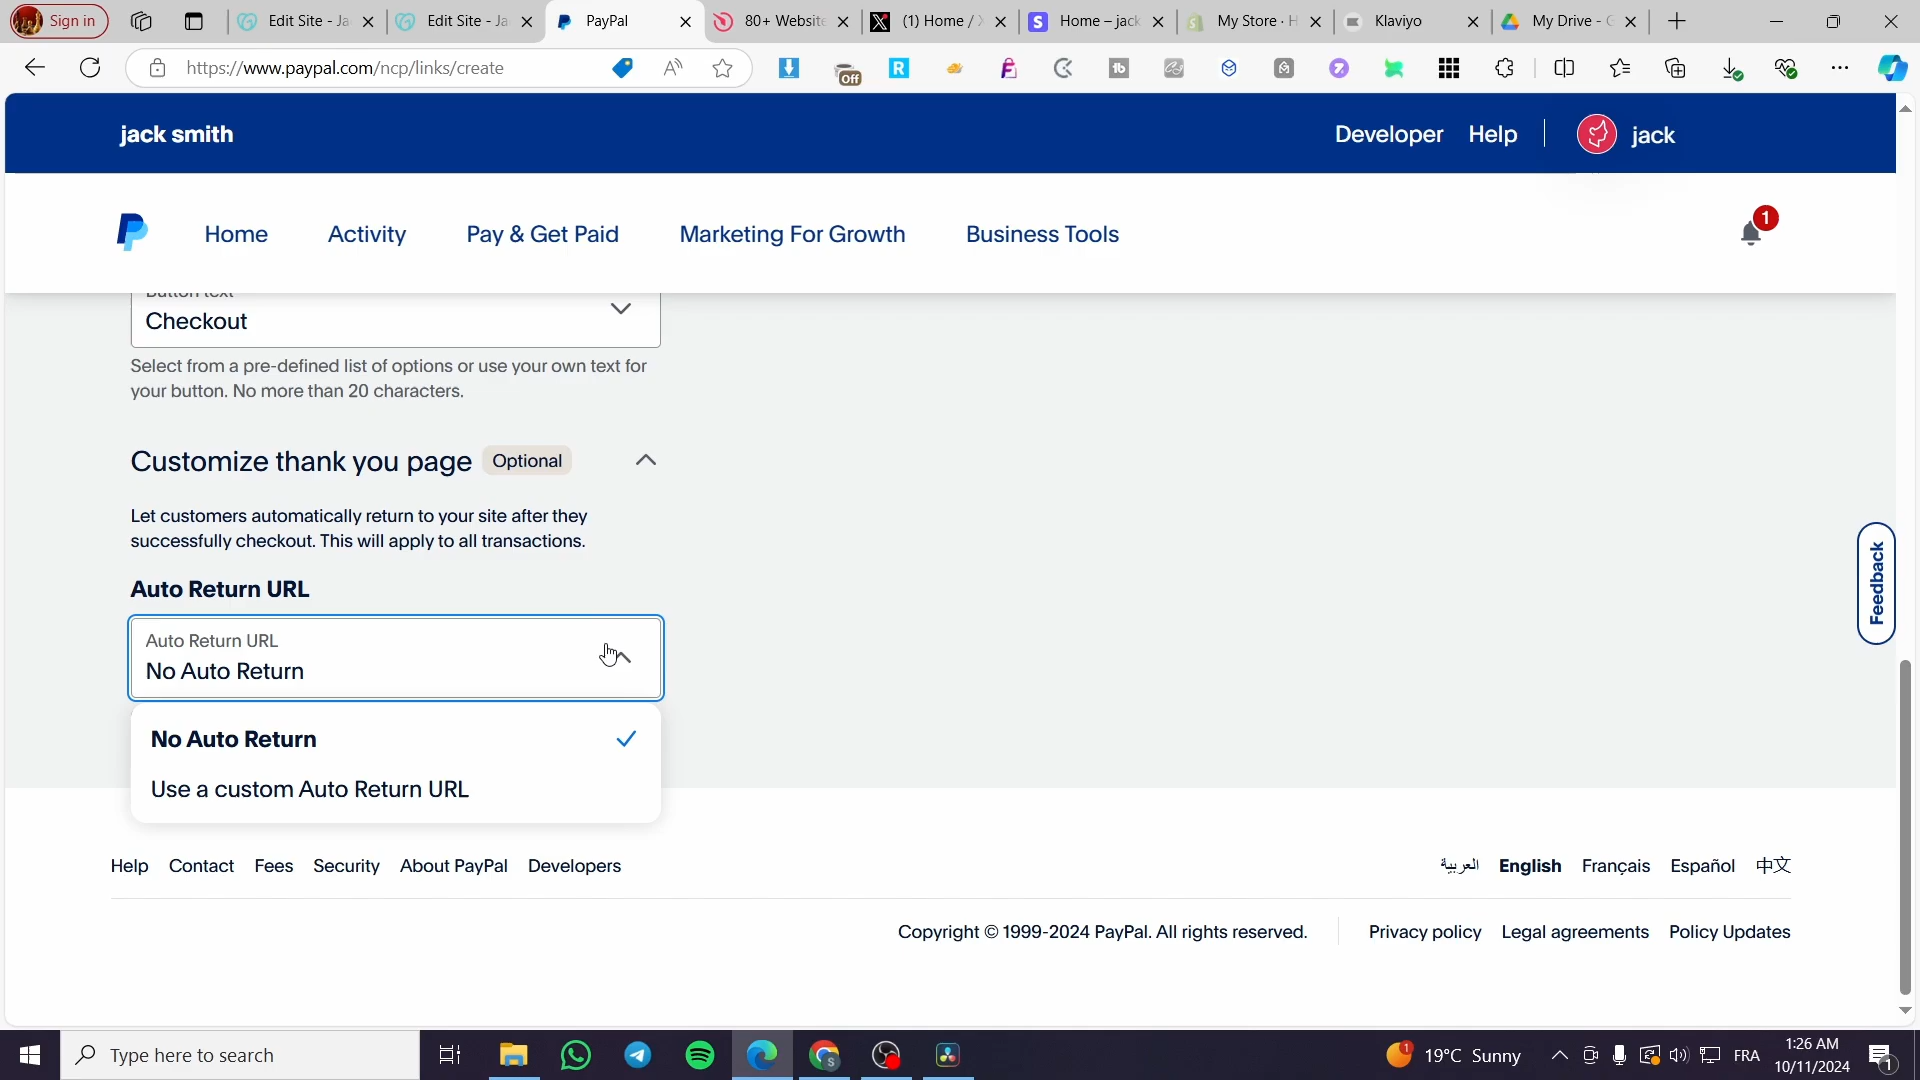 Sign in
Edit Site - Ja
Edit Site - Ja
PayPal
80+ Website
(1) Home / X
Home – jack
My Store · H
Klaviyo
My Drive - G
https://www.paypal.com/ncp/links/create
Off
jack smith
Developer
Help
jack
Home
Activity
Pay & Get Paid
Marketing For Growth
Business Tools
1
Button text
Checkout
Select from a pre-defined list of options or use your own text for
your button. No more than 20 characters.
Customize thank you page
Optional
Let customers automatically return to your site after they
successfully checkout. This will apply to all transactions.
Auto Return URL
Auto Return URL
No Auto Return
No Auto Return
Use a custom Auto Return URL
Feedback
Help
Contact
Fees
Security
About PayPal
Developers
العربية
English
Français
Español
中文
Copyright © 1999-2024 PayPal. All rights reserved.
Privacy policy
Legal agreements
Policy Updates
Type here to search
19°C Sunny
FRA
1:26 AM
10/11/2024
1